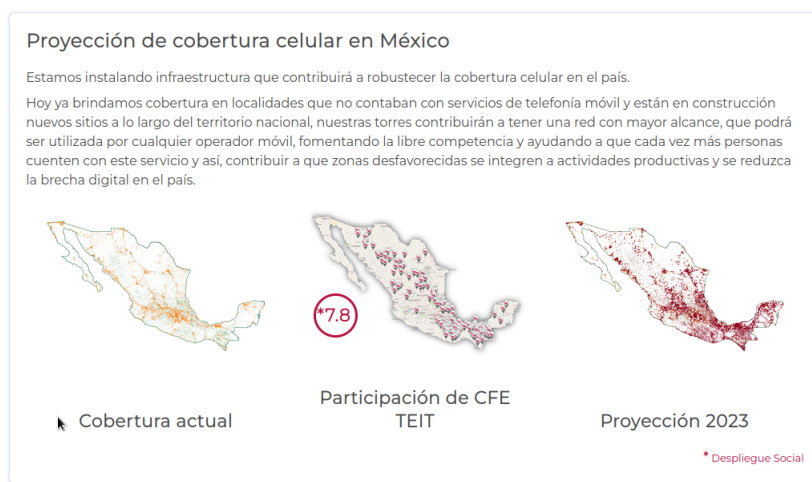 Proyección de cobertura celular en México
Estamos instalando infraestructura que contribuirá a robustecer la cobertura celular en el país.
Hoy ya brindamos cobertura en localidades que no contaban con servicios de telefonía móvil y están en construcción
nuevos sitios a lo largo del territorio nacional, nuestras torres contribuirán a tener una red con mayor alcance, que podrá
ser utilizada por cualquier operador móvil, fomentando la libre competencia y ayudando a que cada vez más personas
cuenten con este servicio y así, contribuir a que zonas desfavorecidas se integren a actividades productivas y se reduzca
la brecha digital en el país.
*7.8
Cobertura actual
Participación de CFE
TEIT
Proyección 2023
* Despliegue Social